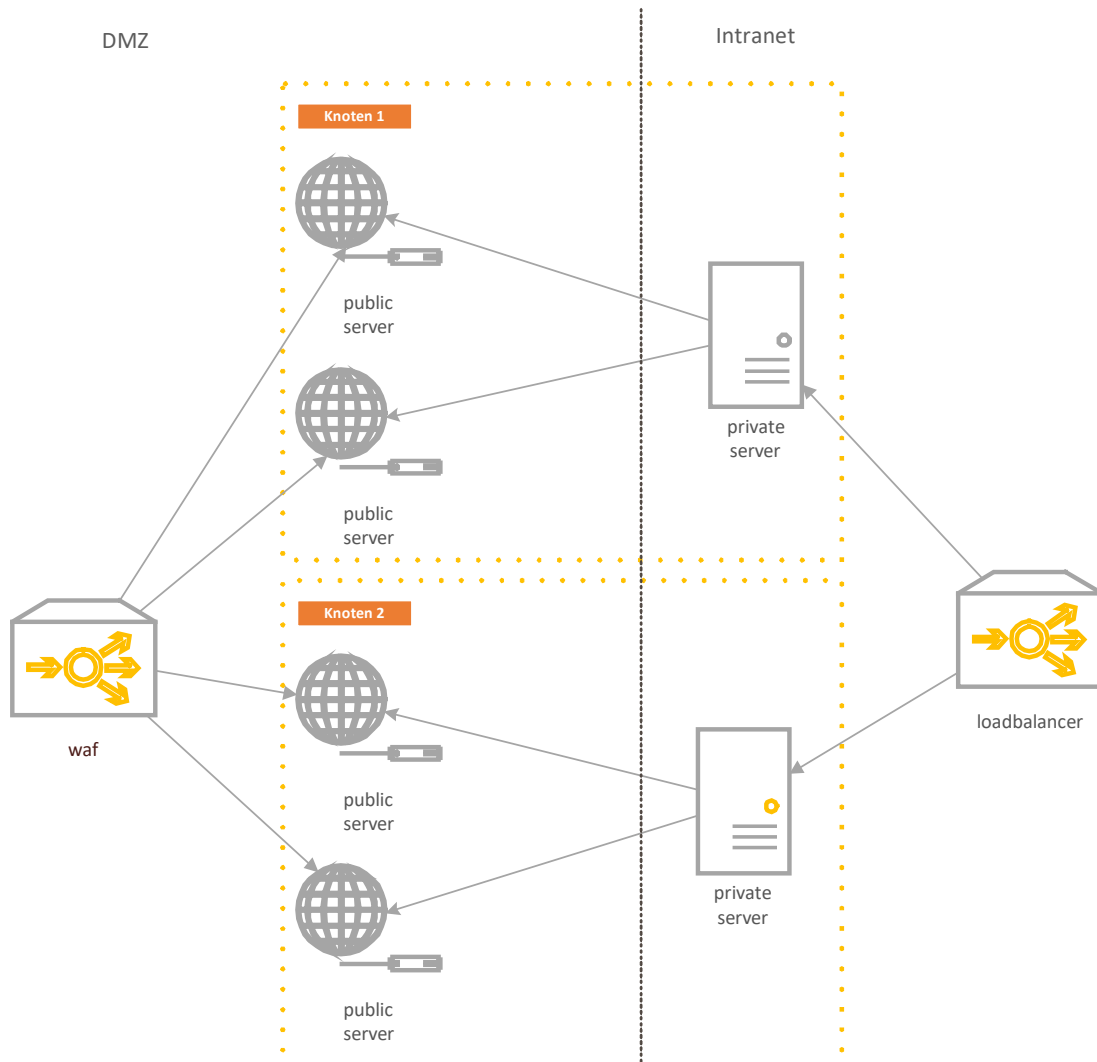 DMZ
Intranet
Knoten 1
public
server
private
server
public
server
Knoten 2
waf
loadbalancer
public
server
private
server
public
server